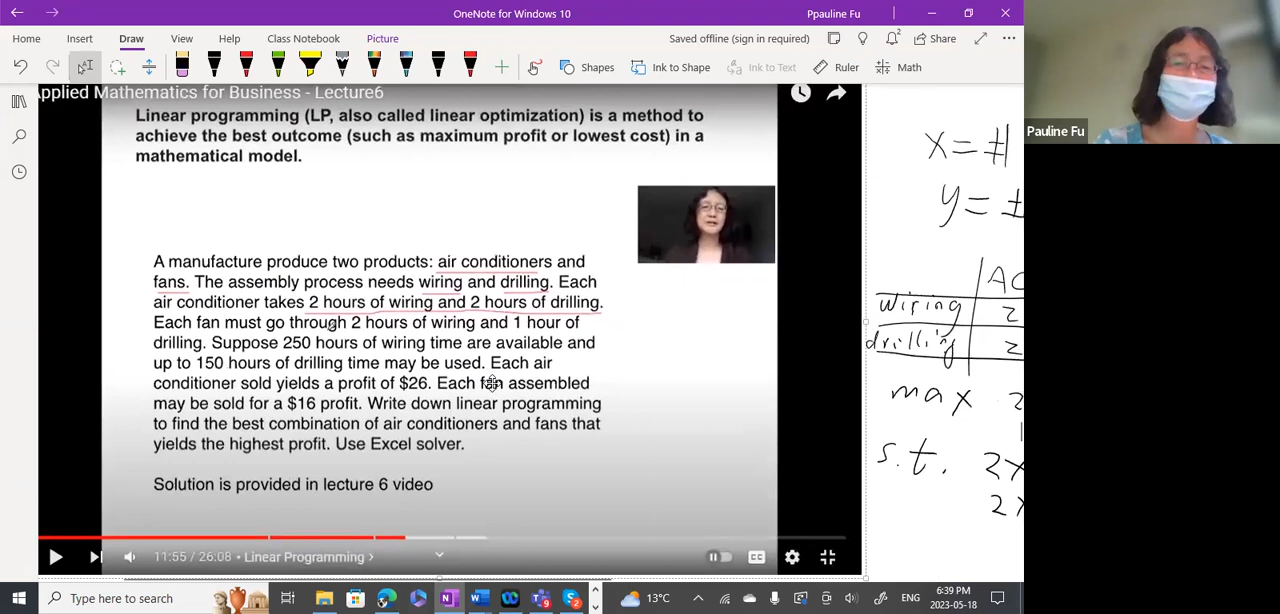 OneNote for Windows 10
Ppauline Fu
Home Insert Draw View Help Class Notebook Picture
Saved offline (sign in required) Share
Shapes Ink to Shape Ink to Text Ruler Math
Applied Mathematics for Business - Lecture6
Linear programming (LP, also called linear optimization) is a method to
achieve the best outcome (such as maximum profit or lowest cost) in a
mathematical model.
Pauline Fu
x = #
y =
A manufacture produce two products: air conditioners and
fans. The assembly process needs wiring and drilling. Each
air conditioner takes 2 hours of wiring and 2 hours of drilling.
Each fan must go through 2 hours of wiring and 1 hour of
drilling. Suppose 250 hours of wiring time are available and
up to 150 hours of drilling time may be used. Each air
conditioner sold yields a profit of $26. Each fan assembled
may be sold for a $16 profit. Write down linear programming
to find the best combination of air conditioners and fans that
yields the highest profit. Use Excel solver.
Solution is provided in lecture 6 video
AC
wiring 2
drilling 2
max 2
s.t. 2x
2x
11:55 / 26:08 • Linear Programming >
CC
Type here to search
13°C
ENG
6:39 PM
2023-05-18